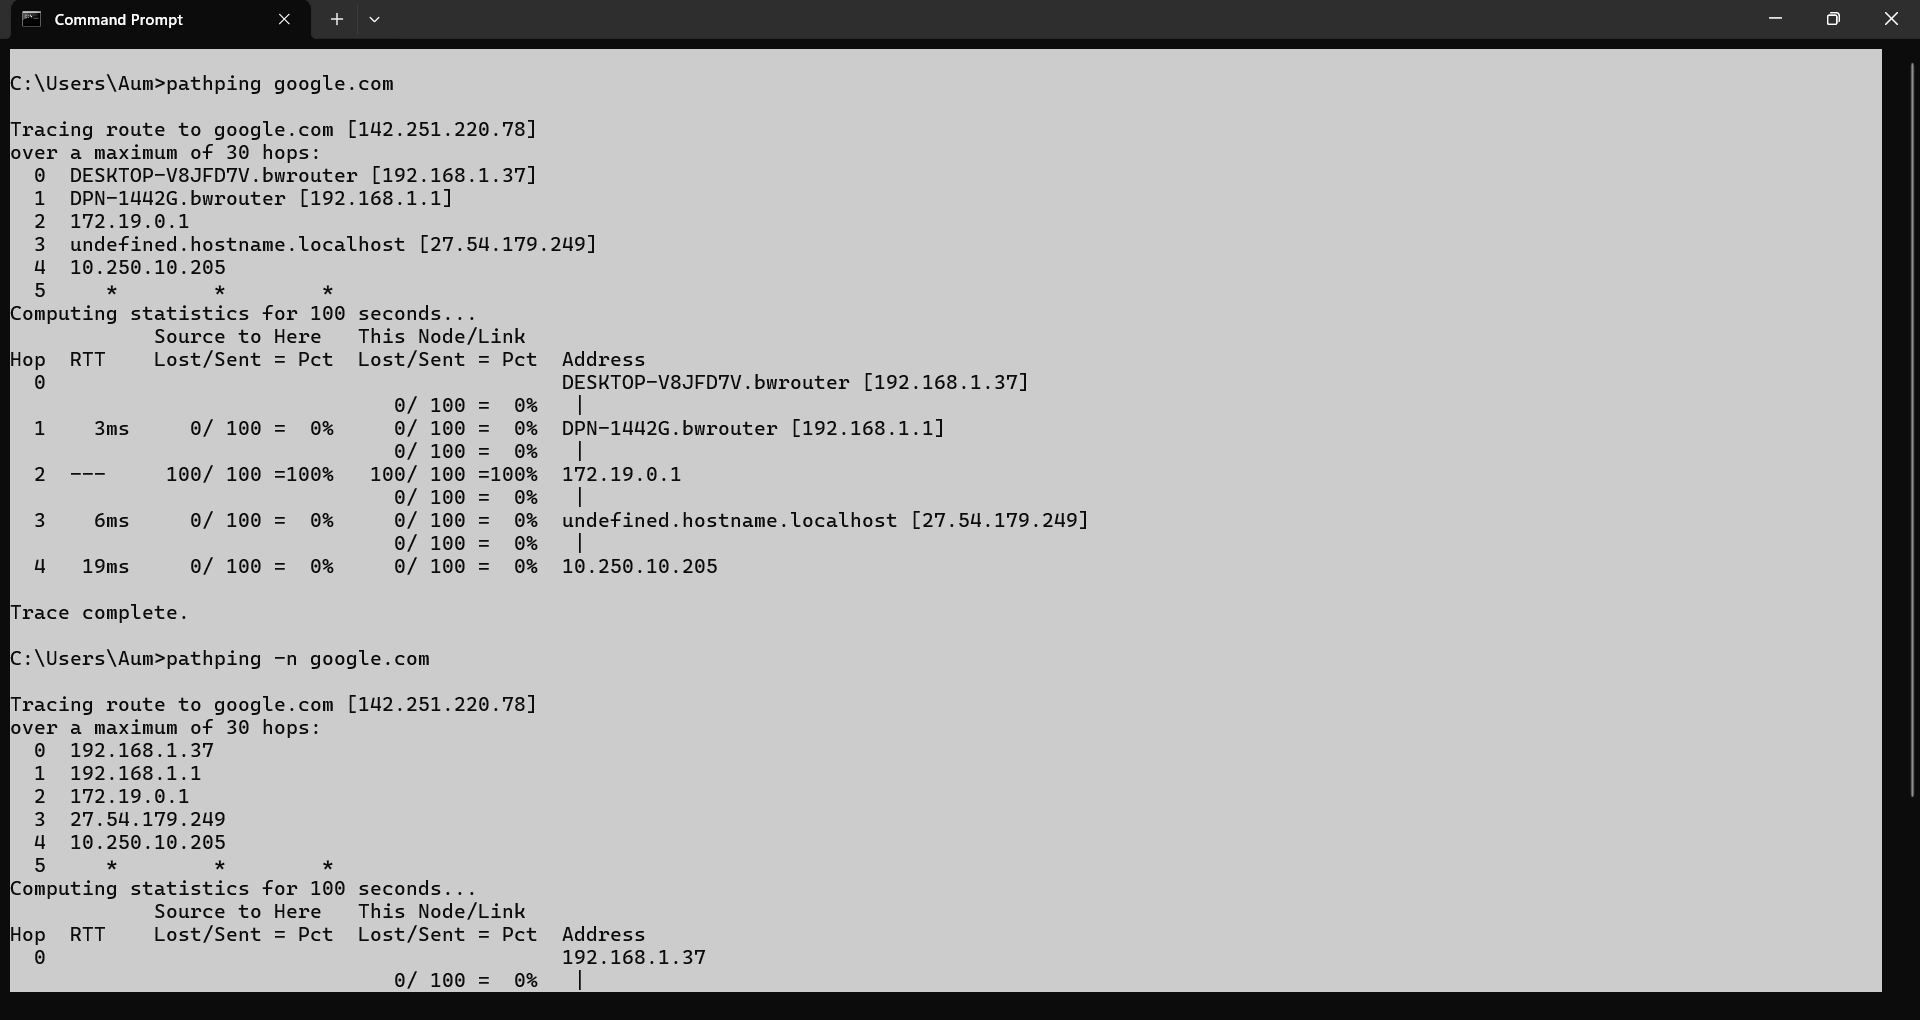 Command Prompt
C:\Users\Aum>pathping google.com
Tracing route to google.com [142.251.220.78]
over a maximum of 30 hops:
  0  DESKTOP-V8JFD7V.bwrouter [192.168.1.37]
  1  DPN-1442G.bwrouter [192.168.1.1]
  2  172.19.0.1
  3  undefined.hostname.localhost [27.54.179.249]
  4  10.250.10.205
  5     *        *        *
Computing statistics for 100 seconds...
            Source to Here   This Node/Link
Hop  RTT    Lost/Sent = Pct  Lost/Sent = Pct  Address
  0                                           DESKTOP-V8JFD7V.bwrouter [192.168.1.37]
                                0/ 100 =  0%   |
  1    3ms     0/ 100 =  0%     0/ 100 =  0%  DPN-1442G.bwrouter [192.168.1.1]
                                0/ 100 =  0%   |
  2  ---     100/ 100 =100%   100/ 100 =100%  172.19.0.1
                                0/ 100 =  0%   |
  3    6ms     0/ 100 =  0%     0/ 100 =  0%  undefined.hostname.localhost [27.54.179.249]
                                0/ 100 =  0%   |
  4   19ms     0/ 100 =  0%     0/ 100 =  0%  10.250.10.205
Trace complete.
C:\Users\Aum>pathping -n google.com
Tracing route to google.com [142.251.220.78]
over a maximum of 30 hops:
  0  192.168.1.37
  1  192.168.1.1
  2  172.19.0.1
  3  27.54.179.249
  4  10.250.10.205
  5     *        *        *
Computing statistics for 100 seconds...
            Source to Here   This Node/Link
Hop  RTT    Lost/Sent = Pct  Lost/Sent = Pct  Address
  0                                           192.168.1.37
                                0/ 100 =  0%   |